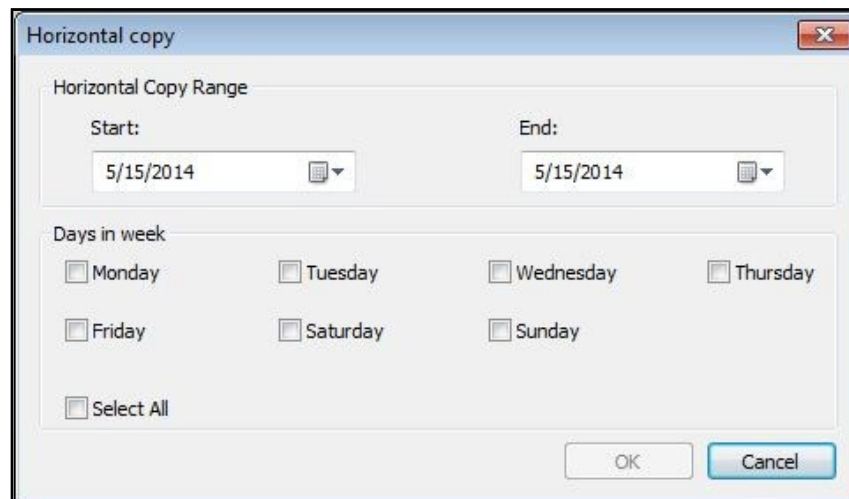 Horizontal copy
Horizontal Copy Range
Start: End:
5/15/2014 5/15/2014
Days in week
Monday Tuesday Wednesday Thursday
Friday Saturday Sunday
Select All
OK Cancel